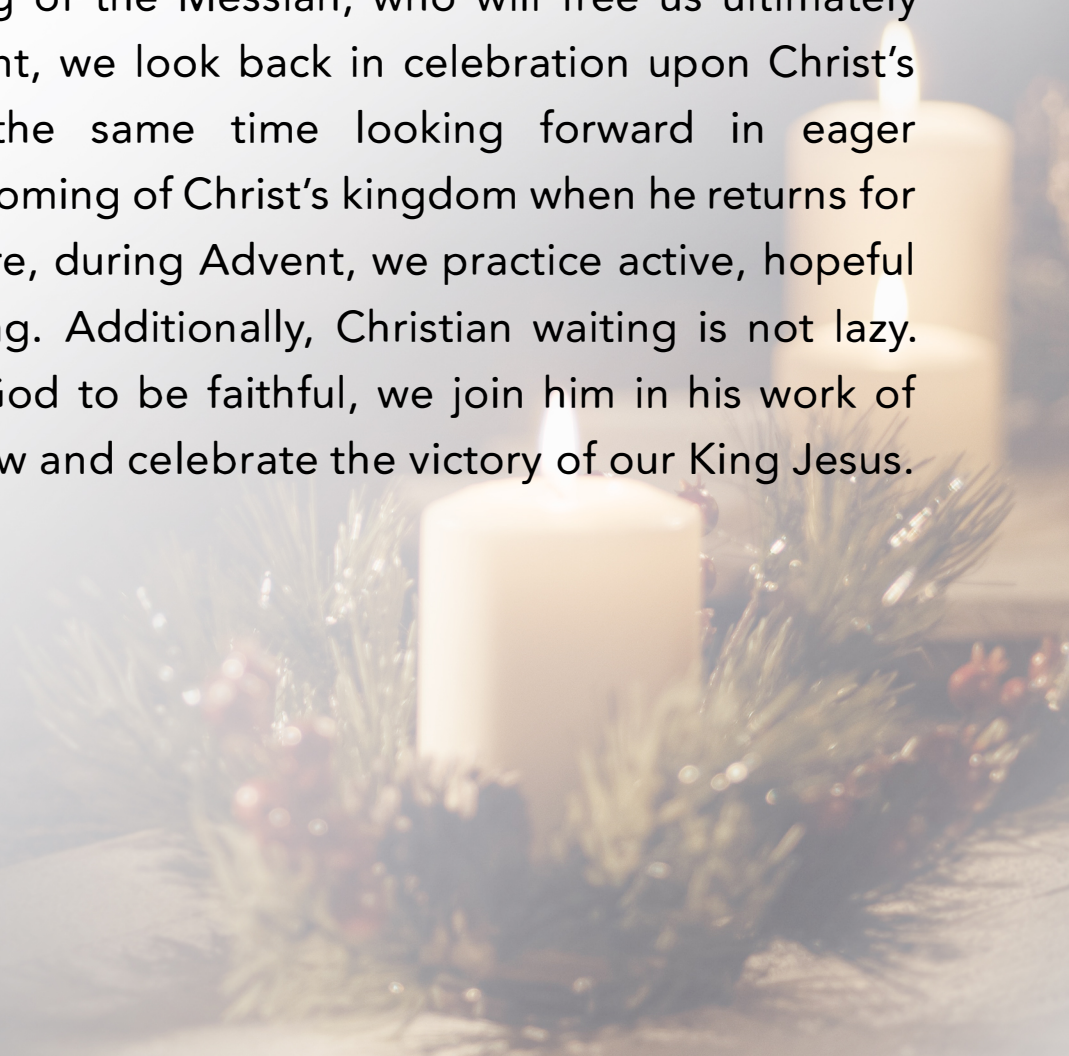 of the Messiah, who will free us ultimately
we look back in celebration upon Christ's
the same time looking forward in eager
of Christ's kingdom when he returns for
during Advent, we practice active, hopeful
Additionally, Christian waiting is not lazy.
God to be faithful, we join him in his work of
and celebrate the victory of our King Jesus.